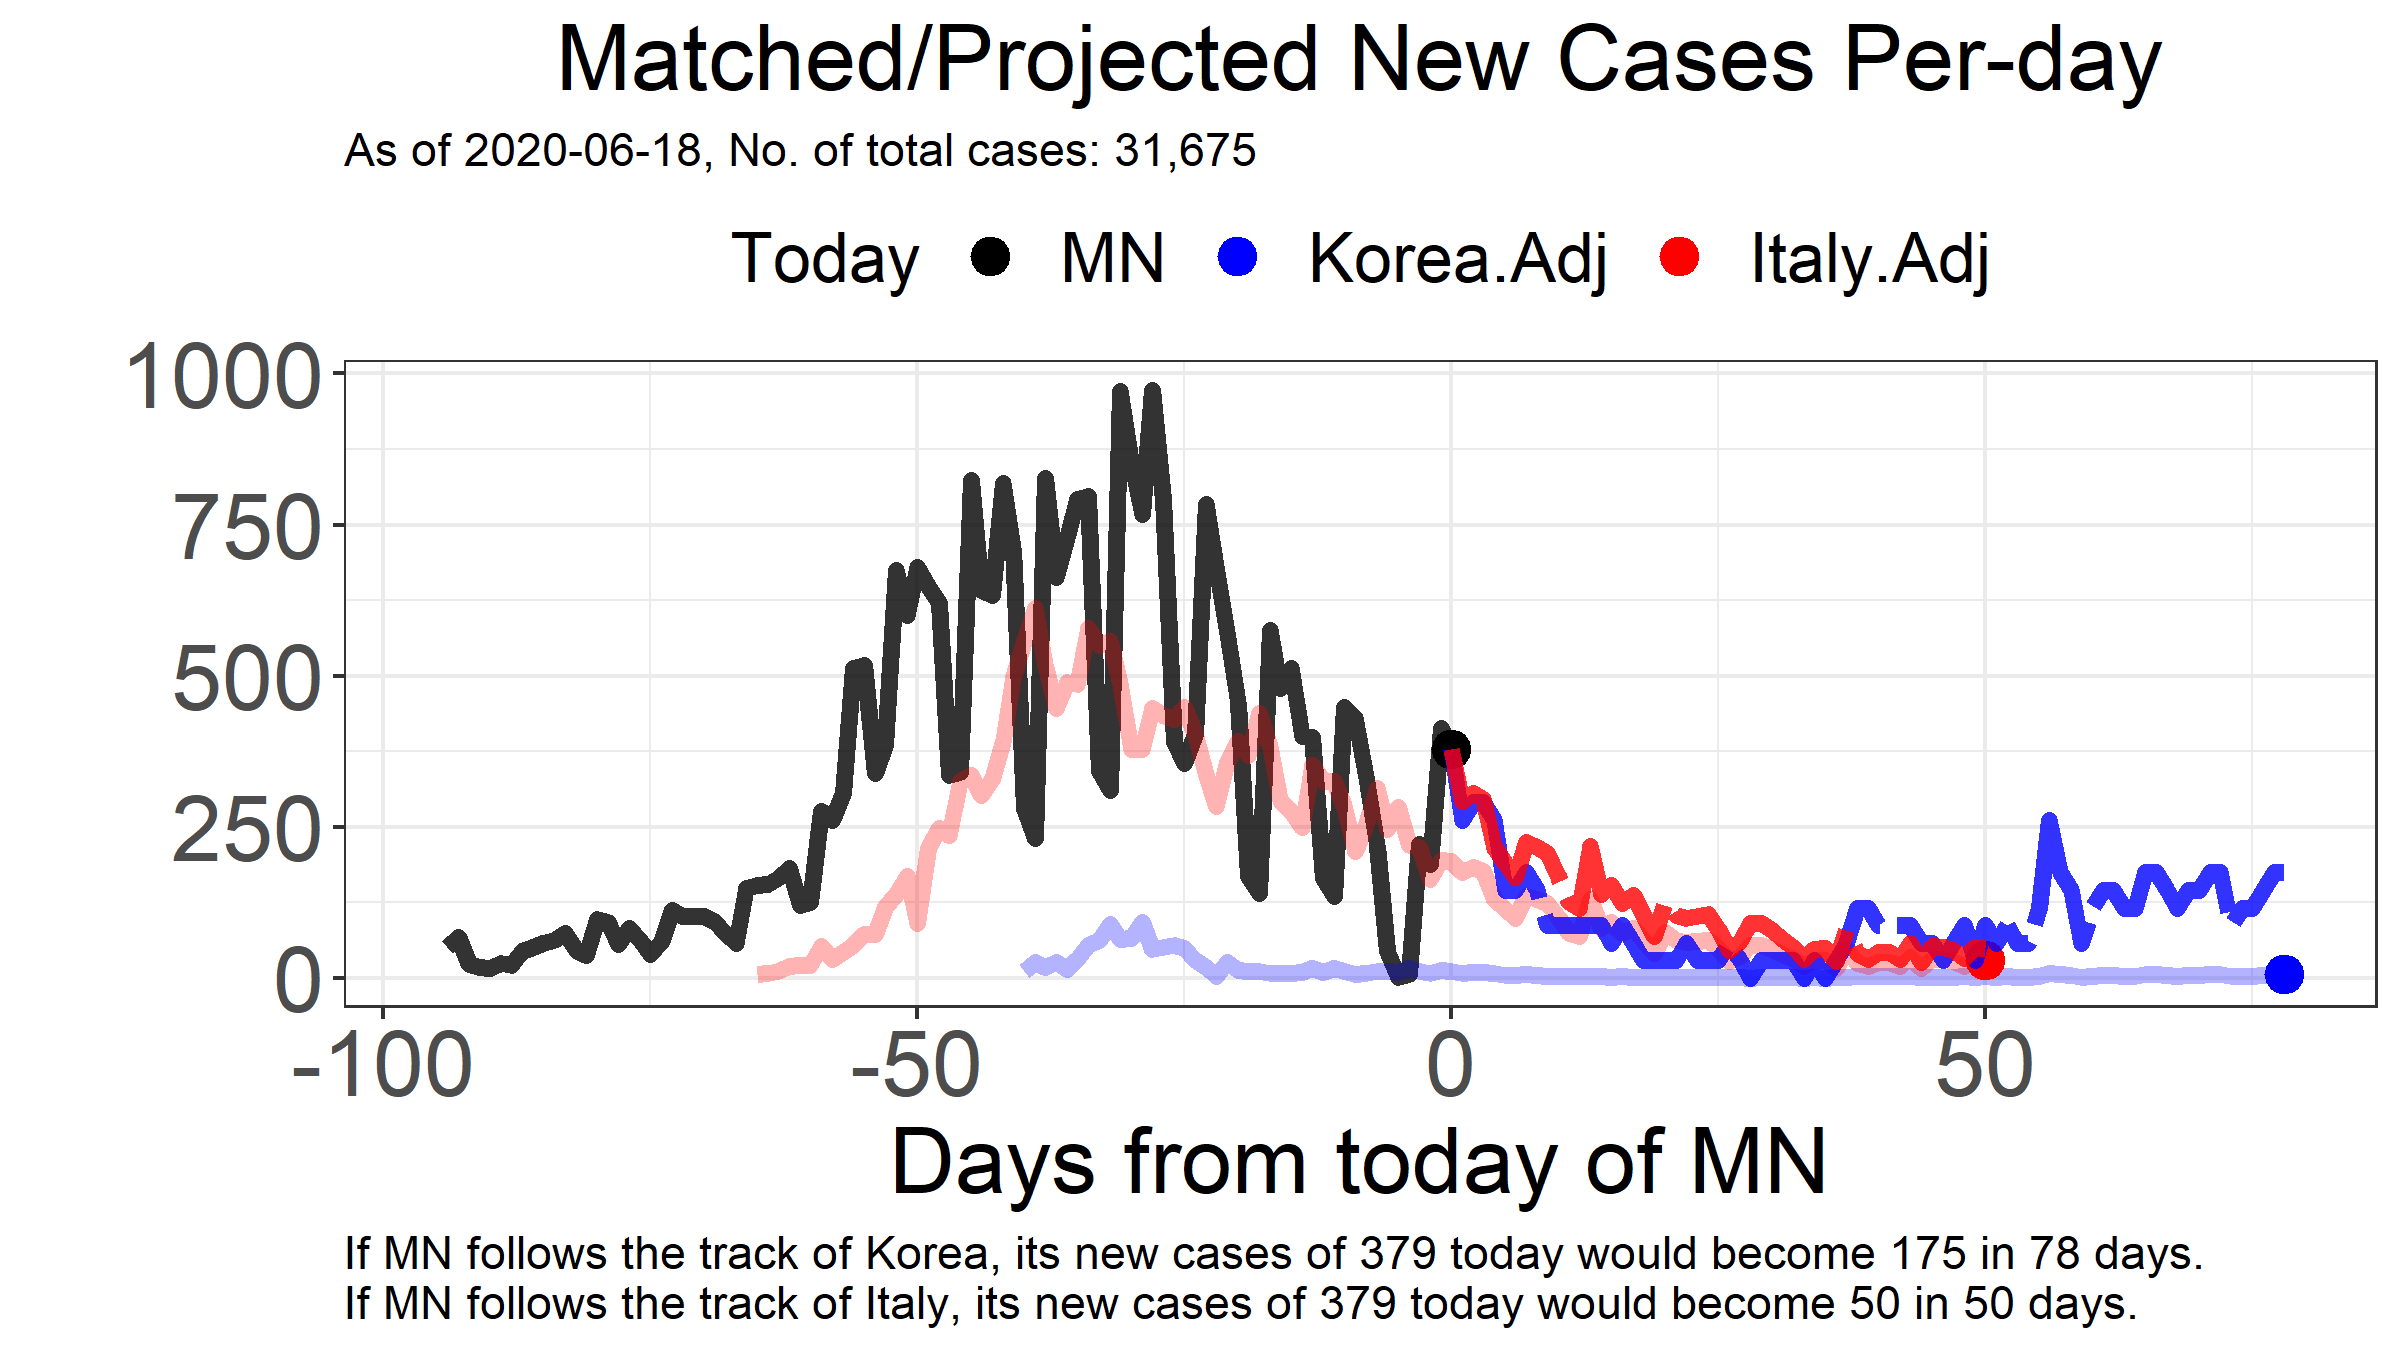 Matched/Projected New Cases Per-day
As of 2020-06-18, No. of total cases: 31,675
Today MN Korea.Adj Italy.Adj
1000
750
500
250
0
-100 -50 0 50
Days from today of MN
If MN follows the track of Korea, its new cases of 379 today would become 175 in 78 days.
If MN follows the track of Italy, its new cases of 379 today would become 50 in 50 days.